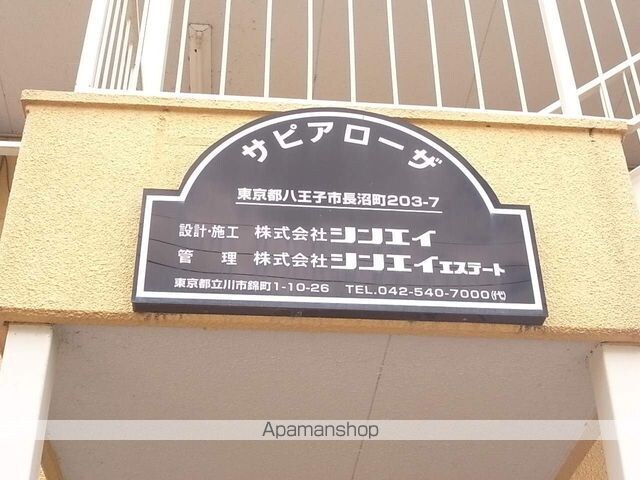 サピアローザ
東京都八王子市長沼町203-7
設計・施工 株式会社シンエイ
管 理 株式会社シンエイエステート
東京都立川市錦町1-10-26 TEL.042-540-7000㈹
Apamanshop